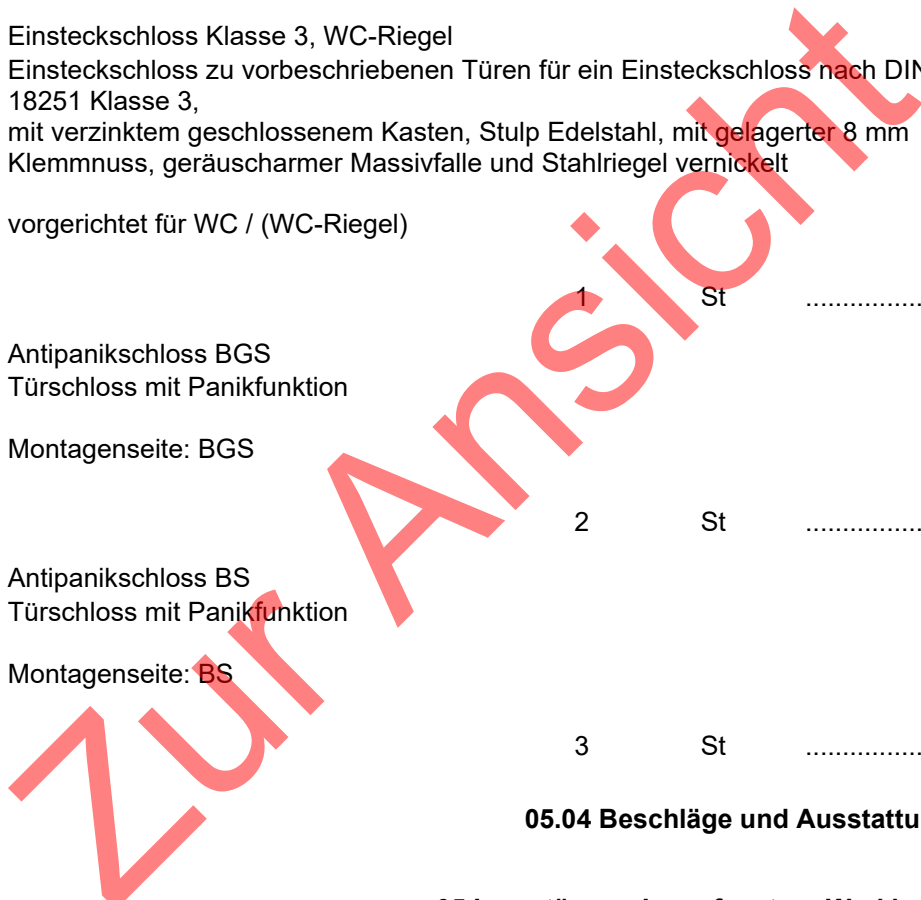 Einsteckschloss Klasse 3, WC-Riegel
Einsteckschloss zu vorbeschriebenen Türen für ein Einsteckschloss nach DIN
18251 Klasse 3,
mit verzinktem geschlossenem Kasten, Stulp Edelstahl, mit gelagerter 8 mm
Klemmnuss, geräuscharmer Massivfalle und Stahlriegel vernickelt
vorgerichtet für WC / (WC-Riegel)
1 St ................
Antipanikschloss BGS
Türschloss mit Panikfunktion
Montagenseite: BGS
2 St ................
Antipanikschloss BS
Türschloss mit Panikfunktion
Montagenseite: BS
3 St ................
05.04 Beschläge und Ausstattu
Zur Ansicht